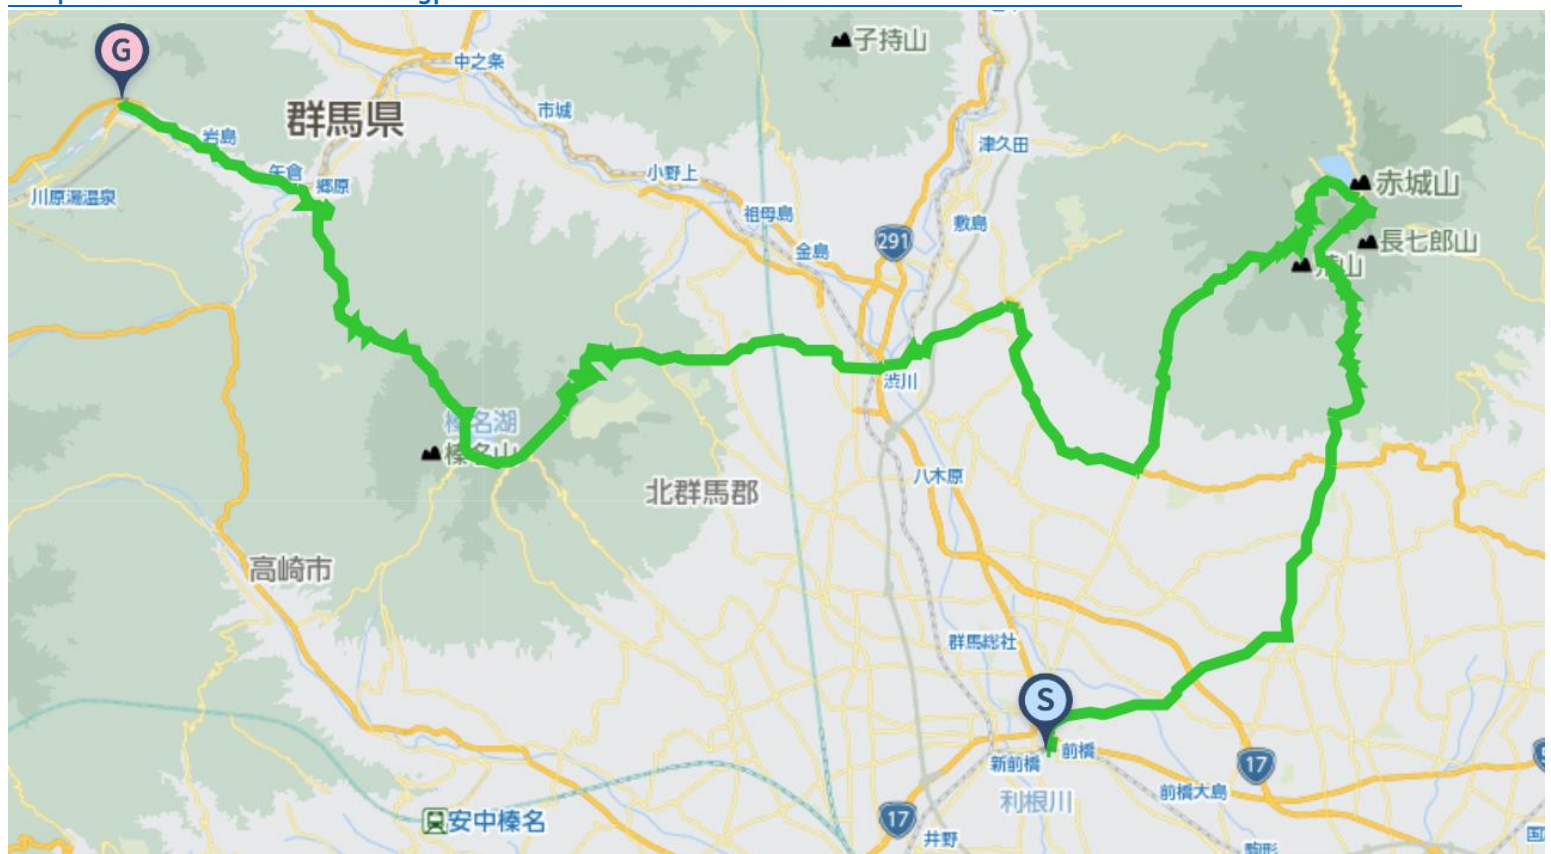 G
中之条
子持山
群馬県
市城
岩島
津久田
矢倉
郷原
小野上
赤城山
川原湯温泉
祖母島
敷島
291
金島
長七郎山
渋川
榛名湖
榛名山
八木原
北群馬郡
高崎市
群馬総社
S
前橋
新前橋
17
前橋大島
利根川
安中榛名
17
井野
駒形